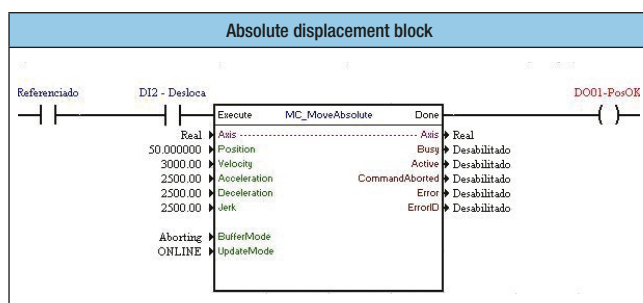 Absolute displacement block
Referenciado DI2 - Desloca DO01-PosOK
Execute MC_MoveAbsolute Done
Real Axis Axis Real
50.000000 Position Busy Desabilitado
3000.00 Velocity Active Desabilitado
2500.00 Acceleration CommandAborted Desabilitado
2500.00 Deceleration Error Desabilitado
2500.00 Jerk ErrorID Desabilitado
Aborting BufferMode
ONLINE UpdateMode